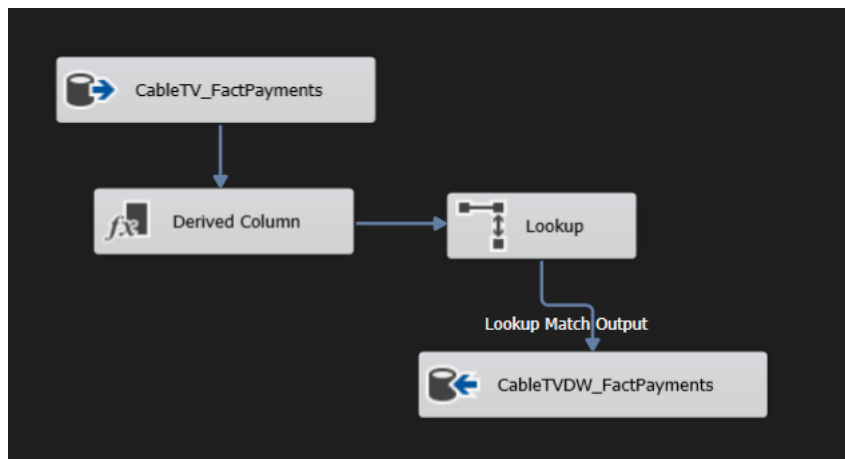 CableTV_FactPayments
Derived Column
Lookup
Lookup Match Output
CableTVDW_FactPayments